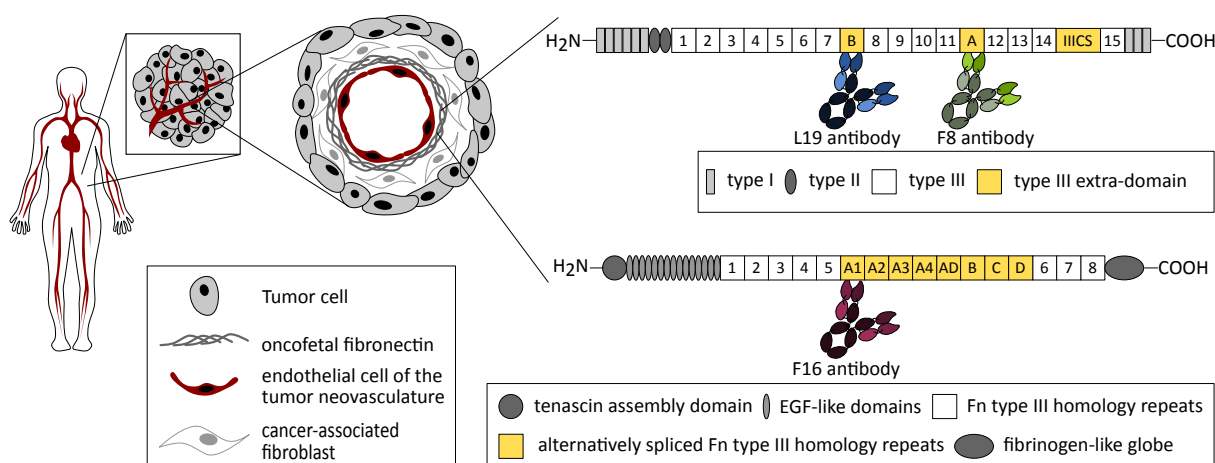 H₂N
1 2 3 4 5 6 7 B 8 9 10 11 A 12 13 14 IIICS 15
COOH
L19 antibody
F8 antibody
type I
type II
type III
type III extra-domain
H₂N
1 2 3 4 5 A1 A2 A3 A4 AD B C D 6 7 8
COOH
F16 antibody
Tumor cell
oncofetal fibronectin
endothelial cell of the
tumor neovasculature
cancer-associated
fibroblast
tenascin assembly domain
EGF-like domains
Fn type III homology repeats
alternatively spliced Fn type III homology repeats
fibrinogen-like globe